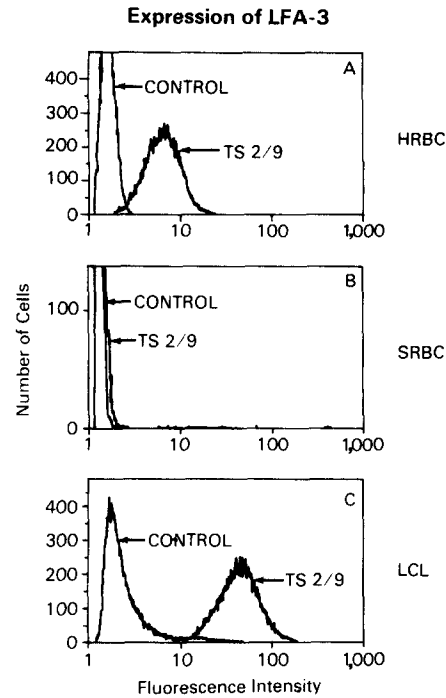 Expression of LFA-3
A
400
CONTROL
300
HRBC
200
TS 2/9
100
0
1 10 100 1,000
B
100
CONTROL
TS 2/9
SRBC
0
1 10 100 1,000
Number of Cells
C
400
300
CONTROL
LCL
200
TS 2/9
100
0
1 10 100 1,000
Fluorescence Intensity